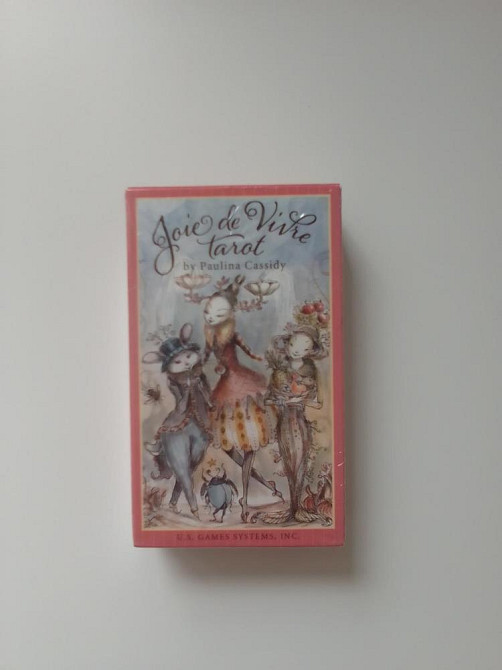 Joie de Vivre
tarot
by Paulina Cassidy
U.S. GAMES SYSTEMS, INC.